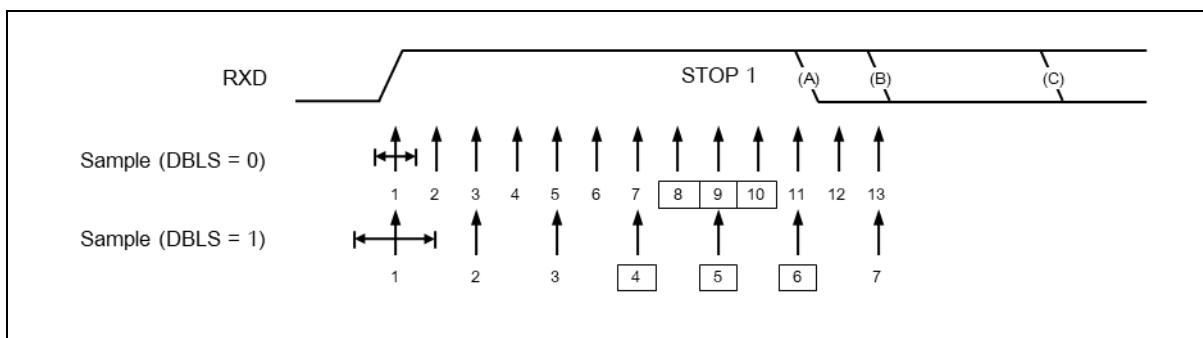 RXD STOP 1 (A) (B) (C)
Sample (DBLS = 0)
1 2 3 4 5 6 7 8 9 10 11 12 13
Sample (DBLS = 1)
1 2 3 4 5 6 7